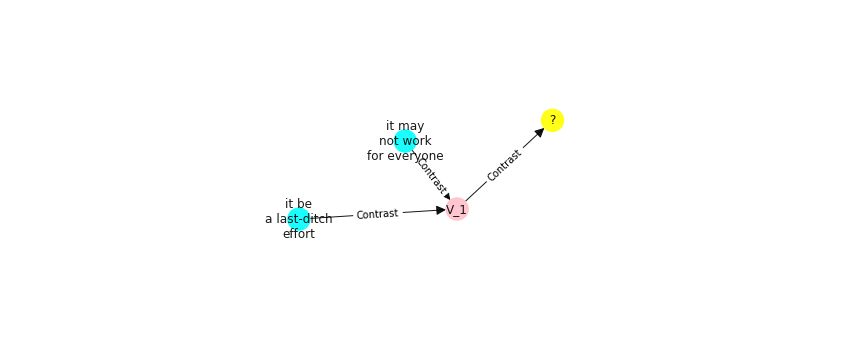 it may
not work
for everyone
?
Contrast
Contrast
it be
a last-ditch
effort
Contrast
V_1